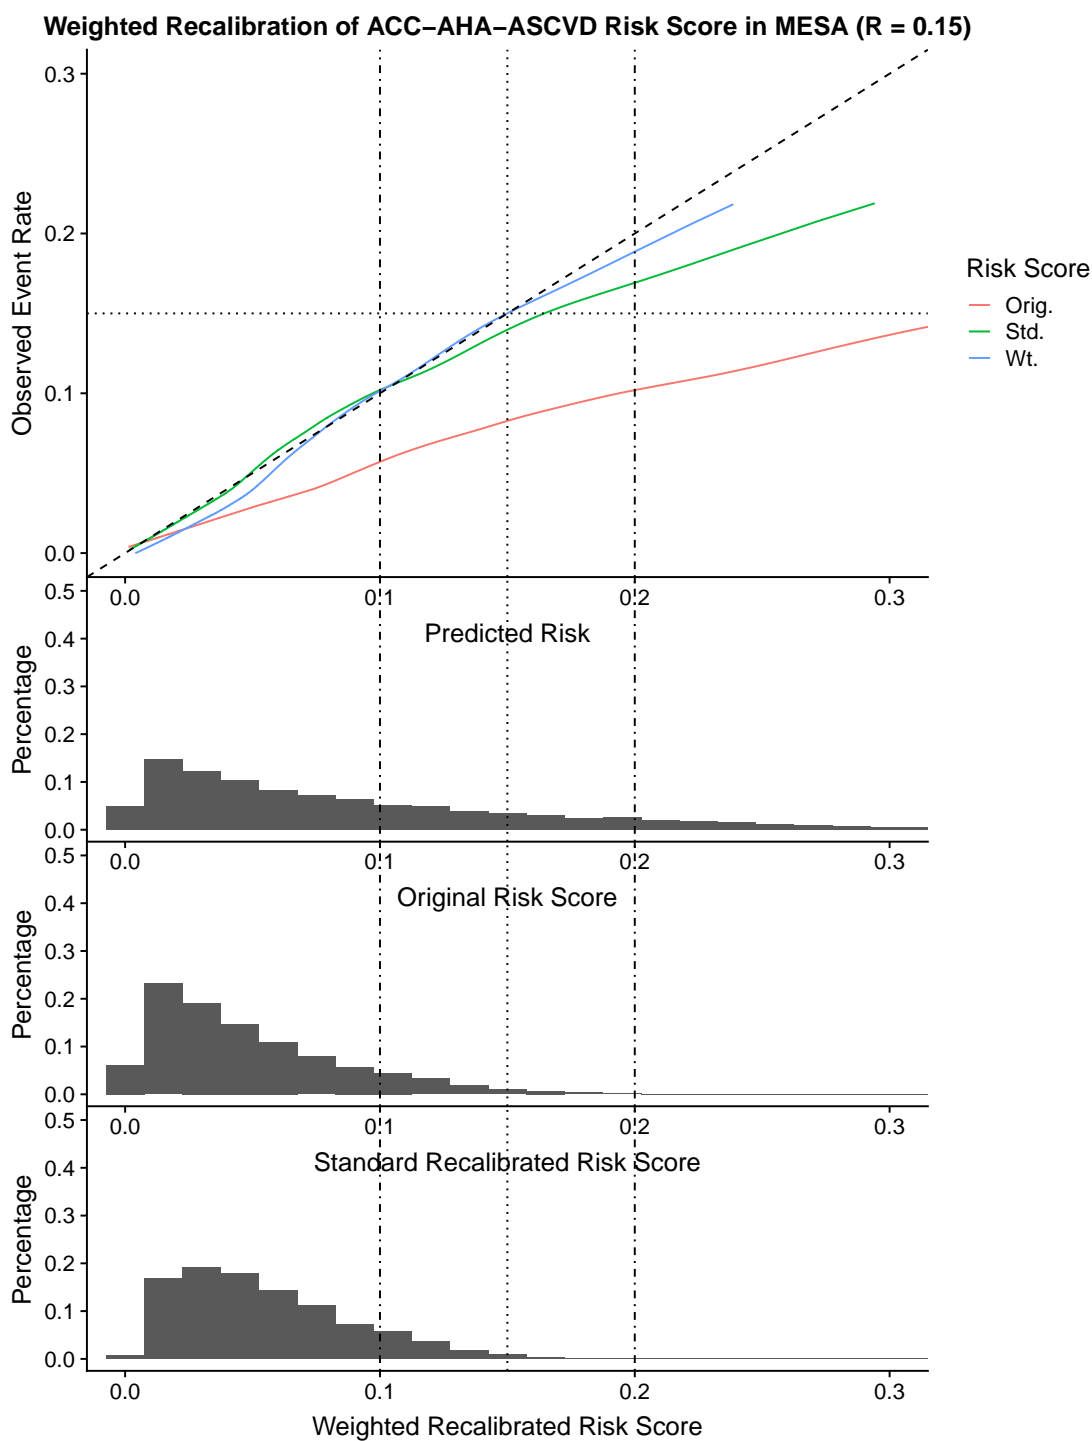 Weighted Recalibration of ACC−AHA−ASCVD Risk Score in MESA (R = 0.15)
Observed Event Rate
0.3
0.2
0.1
0.0
Risk Score
Orig.
Std.
Wt.
0.0 0.1 0.2 0.3
Predicted Risk
Percentage
0.5
0.4
0.3
0.2
0.1
0.0
0.0 0.1 0.2 0.3
Original Risk Score
Percentage
0.5
0.4
0.3
0.2
0.1
0.0
0.0 0.1 0.2 0.3
Standard Recalibrated Risk Score
Percentage
0.5
0.4
0.3
0.2
0.1
0.0
0.0 0.1 0.2 0.3
Weighted Recalibrated Risk Score